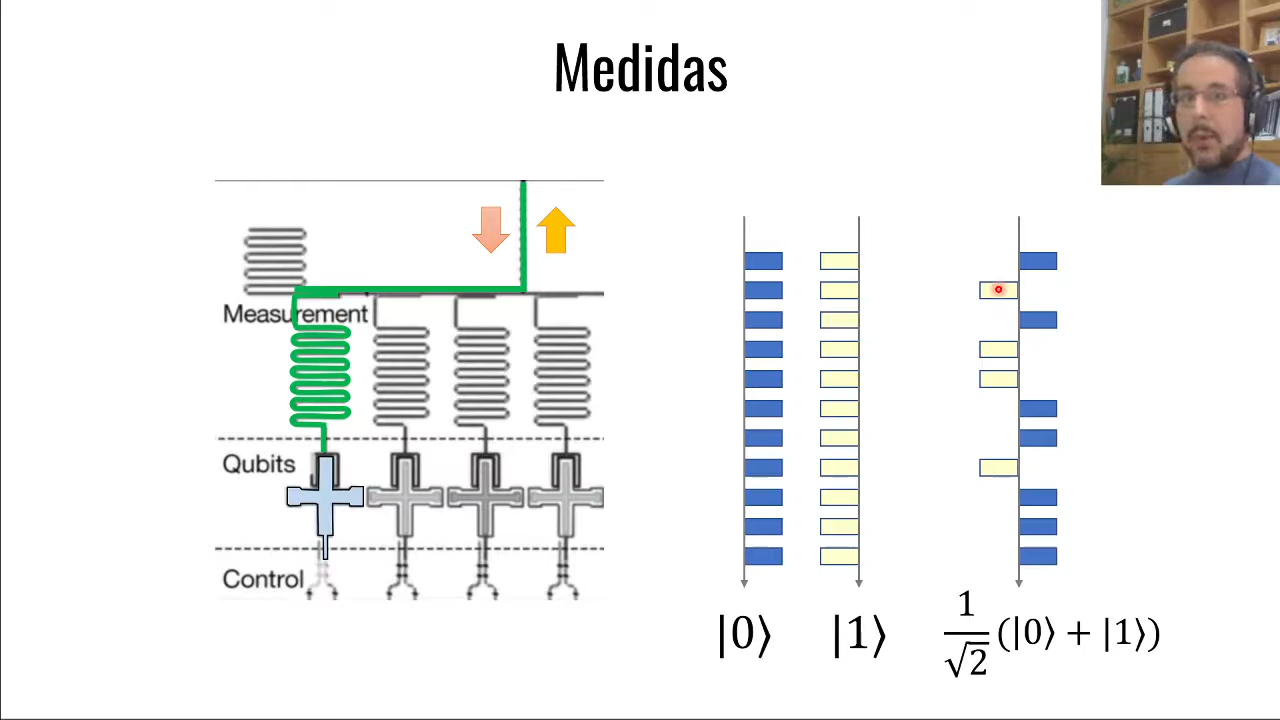 Medidas
Measurement
Qubits
Control
|0⟩
|1⟩
1/√2 (|0⟩ + |1⟩)